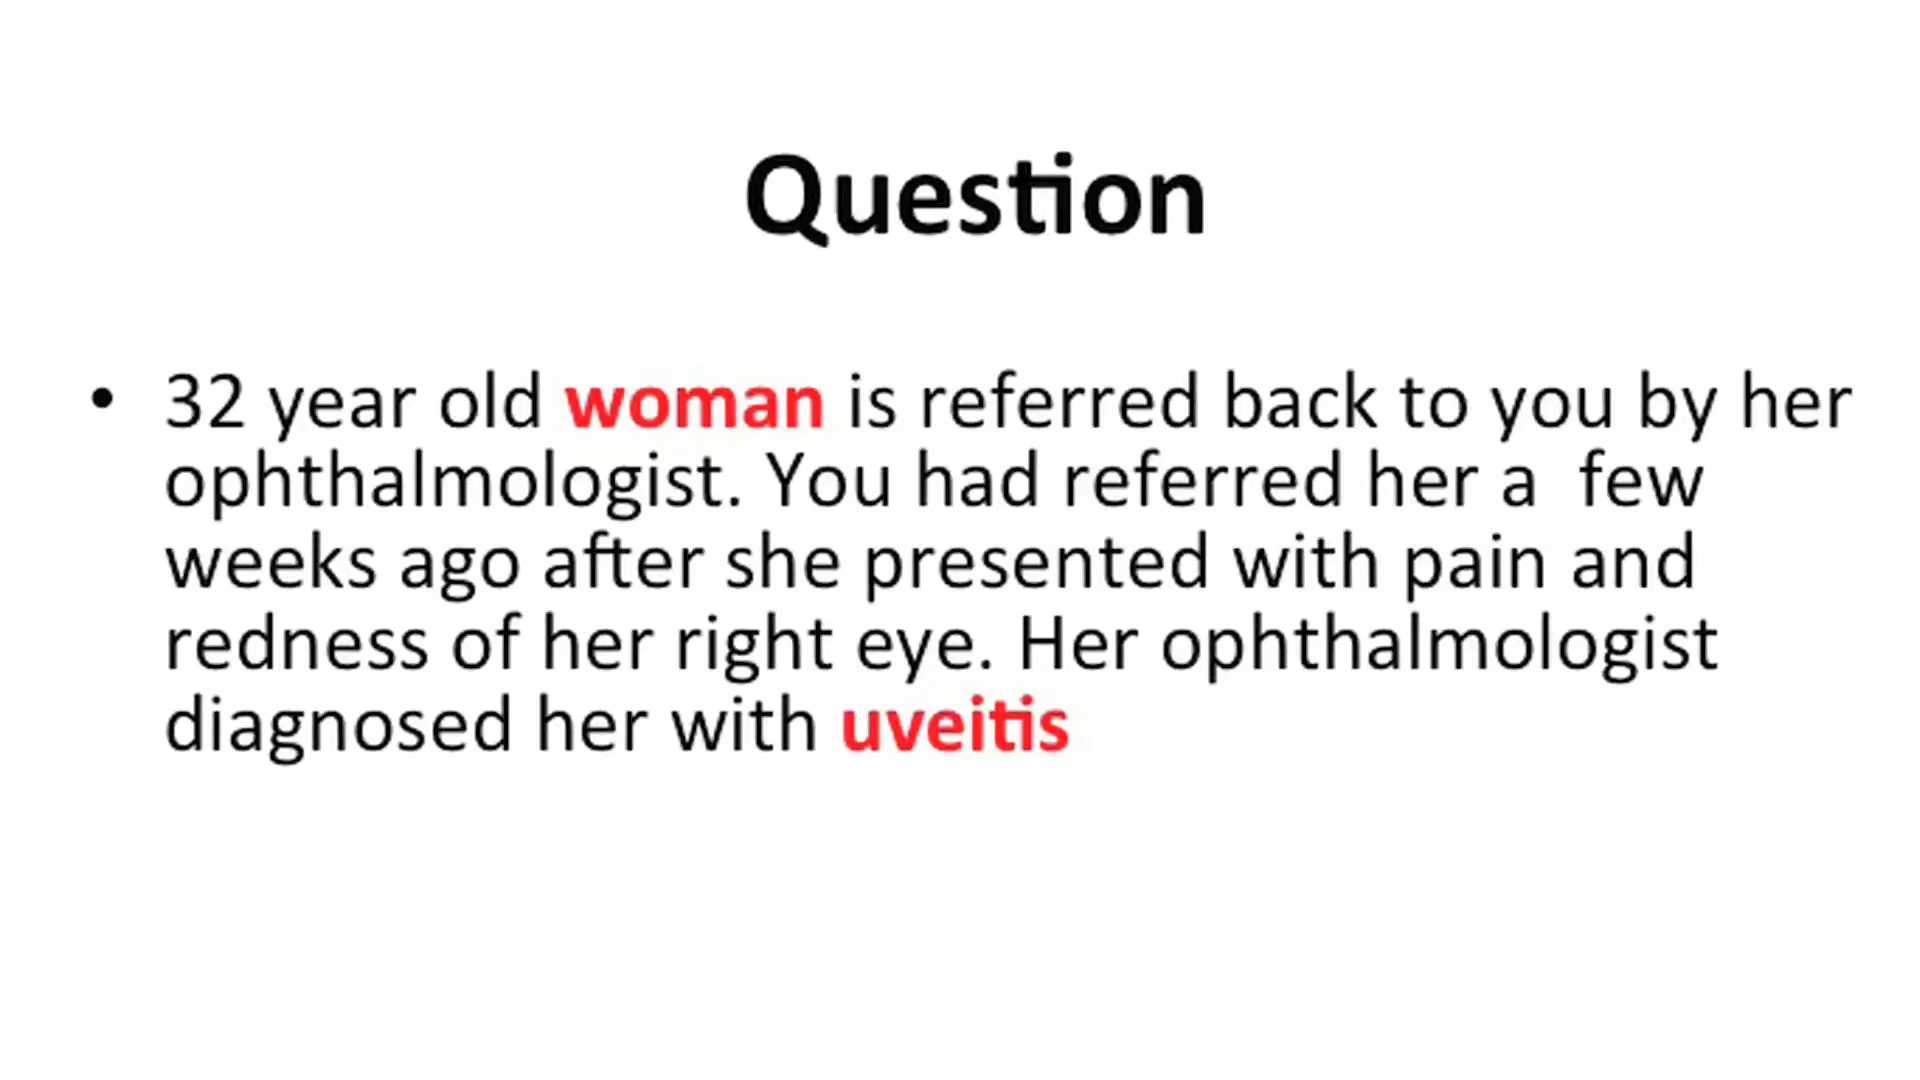 Question
• 32 year old woman is referred back to you by her
ophthalmologist. You had referred her a  few
weeks ago after she presented with pain and
redness of her right eye. Her ophthalmologist
diagnosed her with uveitis